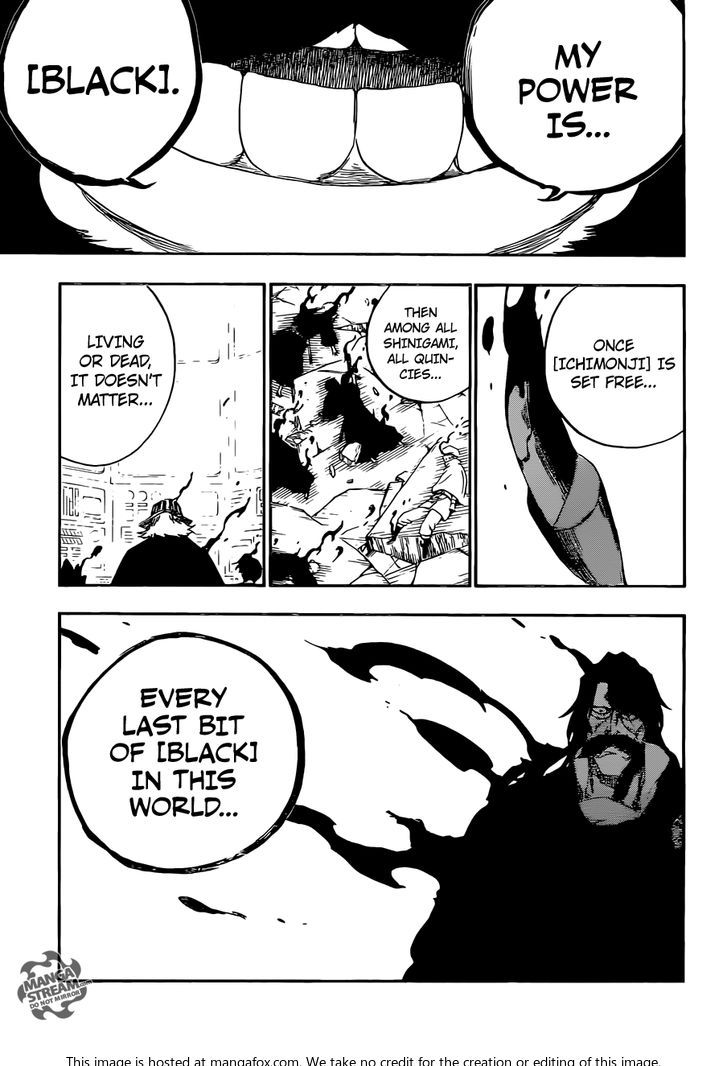 MY
POWER
IS...
[BLACK].
ONCE
[ICHIMONJI] IS
SET FREE...
THEN
AMONG ALL
SHINIGAMI,
ALL QUIN-
CIES...
LIVING
OR DEAD,
IT DOESN'T
MATTER...
EVERY
LAST BIT
OF [BLACK]
IN THIS
WORLD...
MANGA
STREAM.com
DO NOT MIRROR
This image is hosted at mangafox.com. We take no credit for the creation or editing of this image.